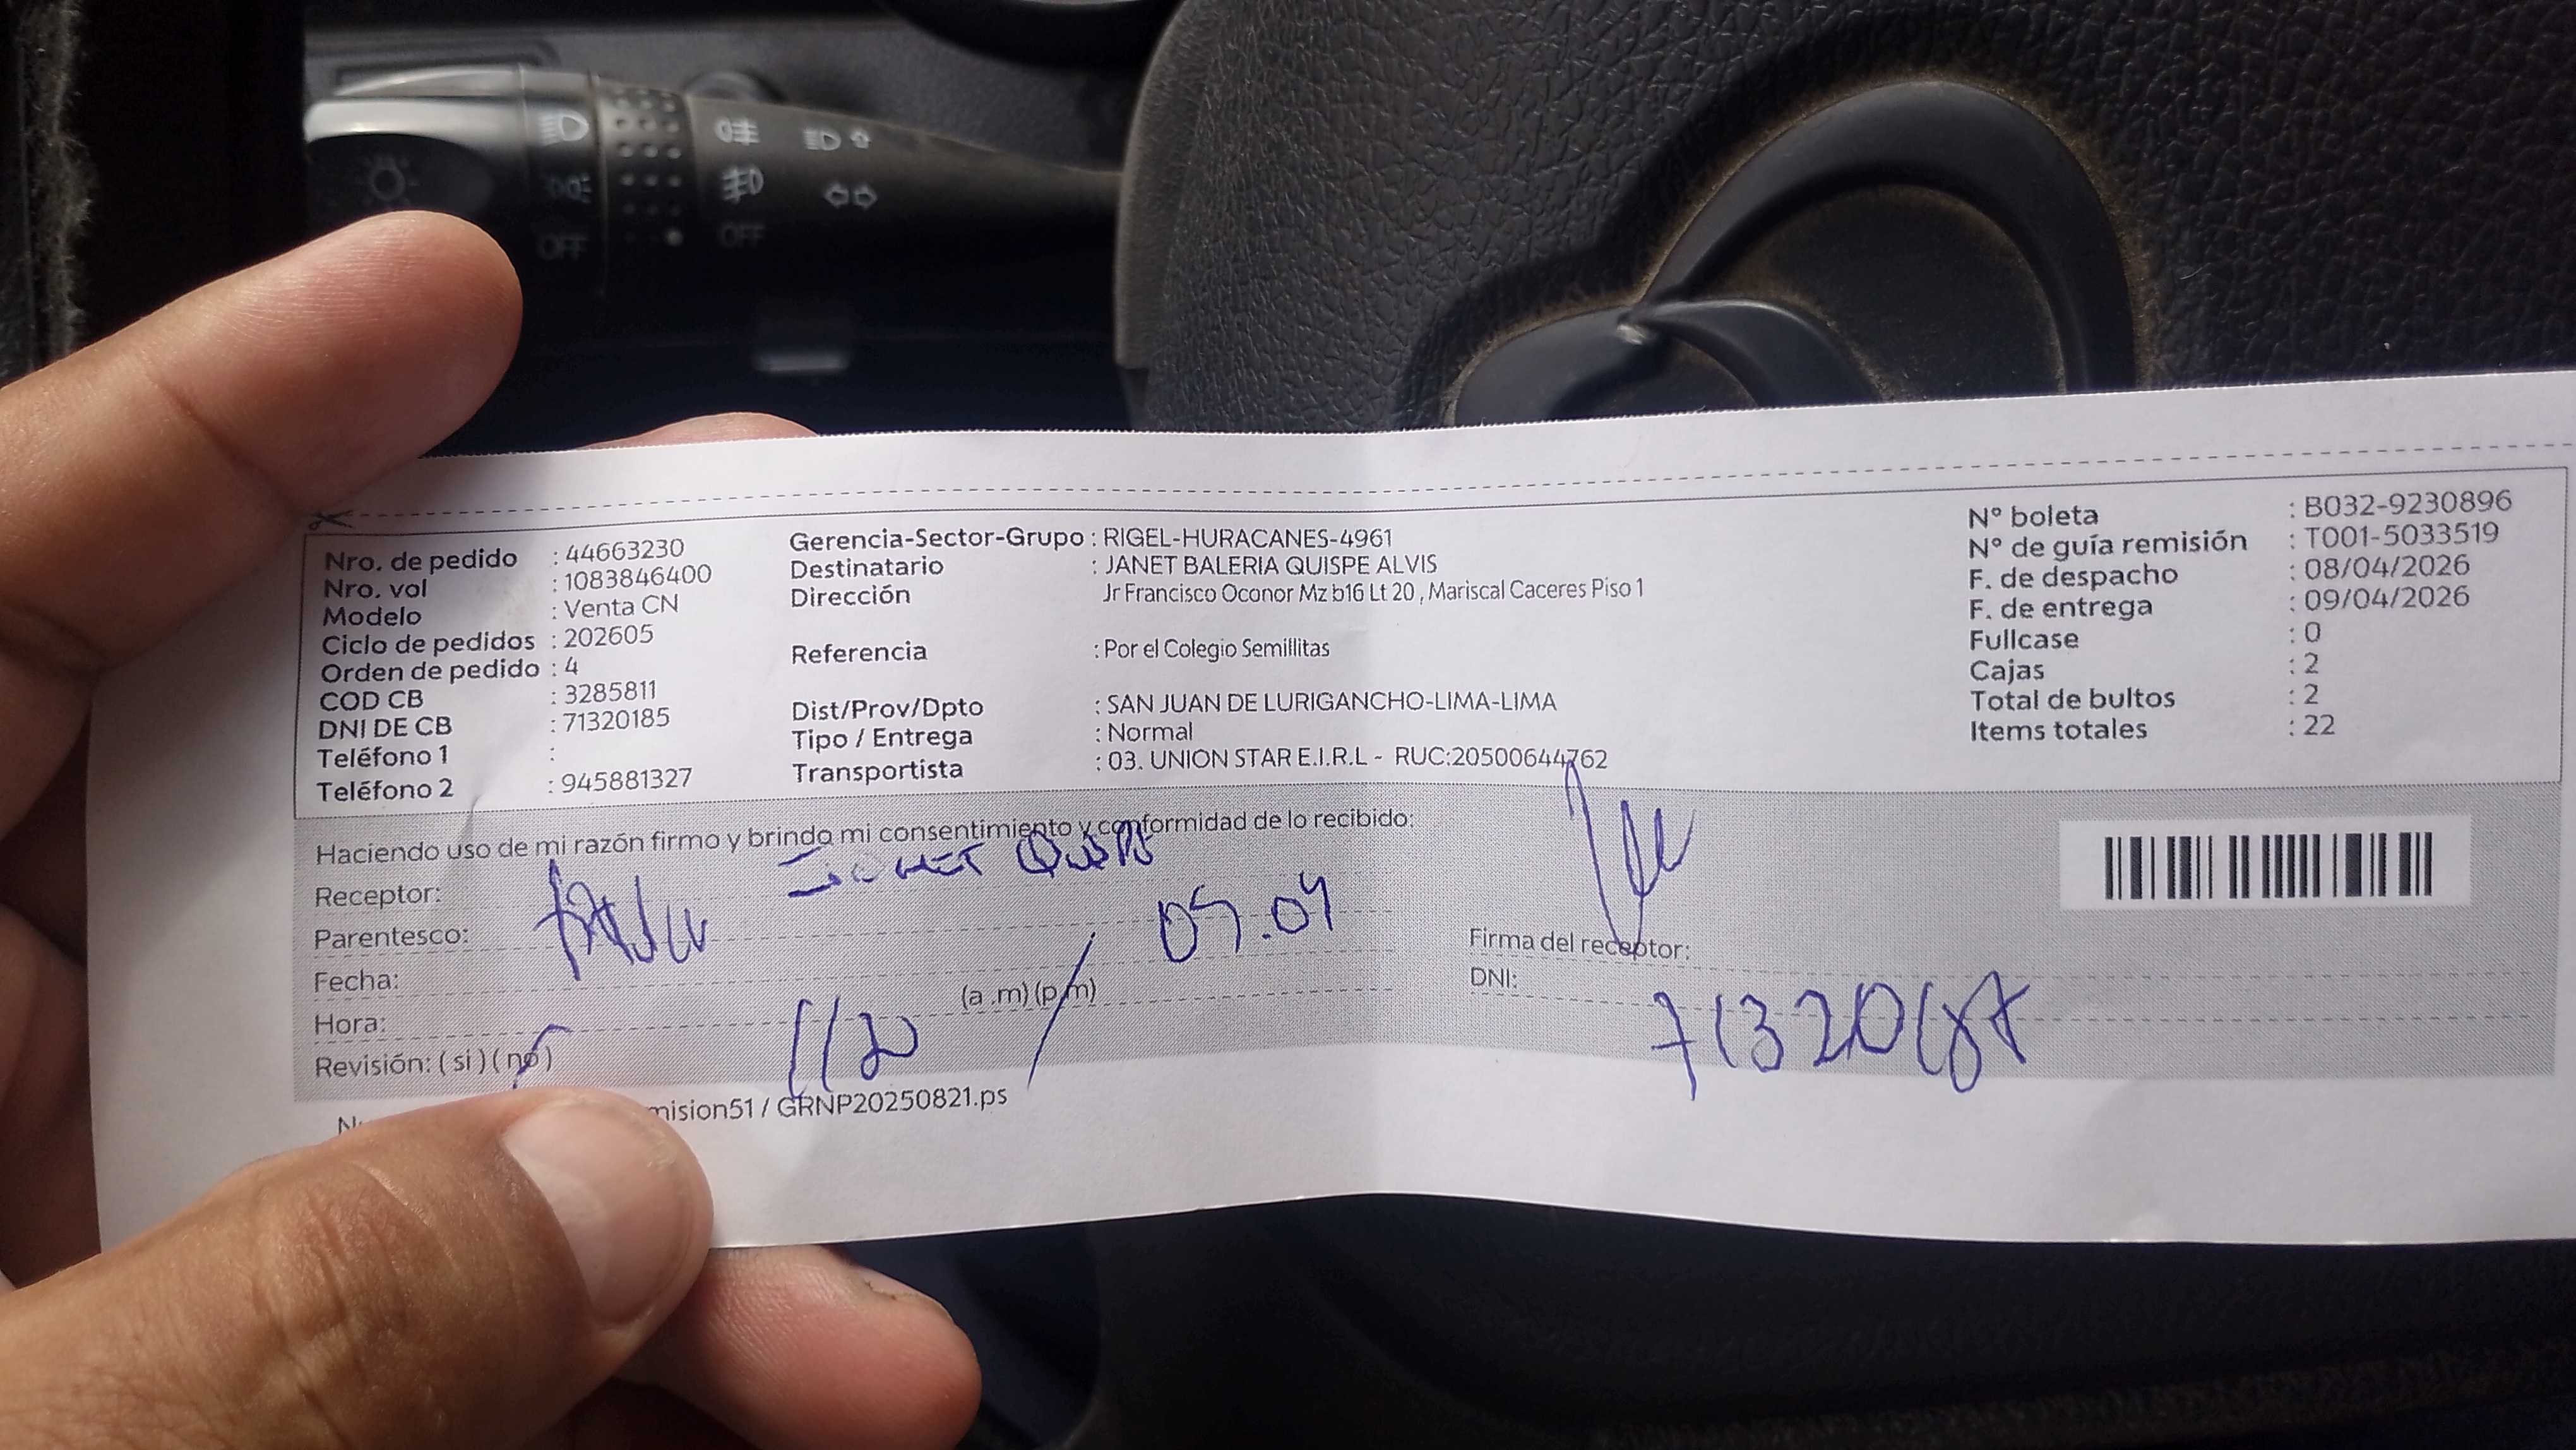 OFF OFF
Nro. de pedido : 44663230
Nro. vol : 1083846400
Modelo : Venta CN
Ciclo de pedidos : 202605
Orden de pedido : 4
COD CB : 3285811
DNI DE CB : 71320185
Teléfono 1 :
Teléfono 2 : 945881327
Gerencia-Sector-Grupo : RIGEL-HURACANES-4961
Destinatario : JANET BALERIA QUISPE ALVIS
Dirección Jr Francisco Oconor Mz b16 Lt 20 , Mariscal Caceres Piso 1
Referencia : Por el Colegio Semillitas
Dist/Prov/Dpto : SAN JUAN DE LURIGANCHO-LIMA-LIMA
Tipo / Entrega : Normal
Transportista : 03. UNION STAR E.I.R.L - RUC:20500644762
N° boleta : B032-9230896
N° de guía remisión : T001-5033519
F. de despacho : 08/04/2026
F. de entrega : 09/04/2026
Fullcase : 0
Cajas : 2
Total de bultos : 2
Items totales : 22
Haciendo uso de mi razón firmo y brindo mi consentimiento y conformidad de lo recibido:
Receptor: QUISPE
Parentesco:
Fecha: 09.04
Hora: (a .m) (p.m)
Revisión: ( si ) ( no )
Firma del receptor:
DNI:
mision51 / GRNP20250821.ps